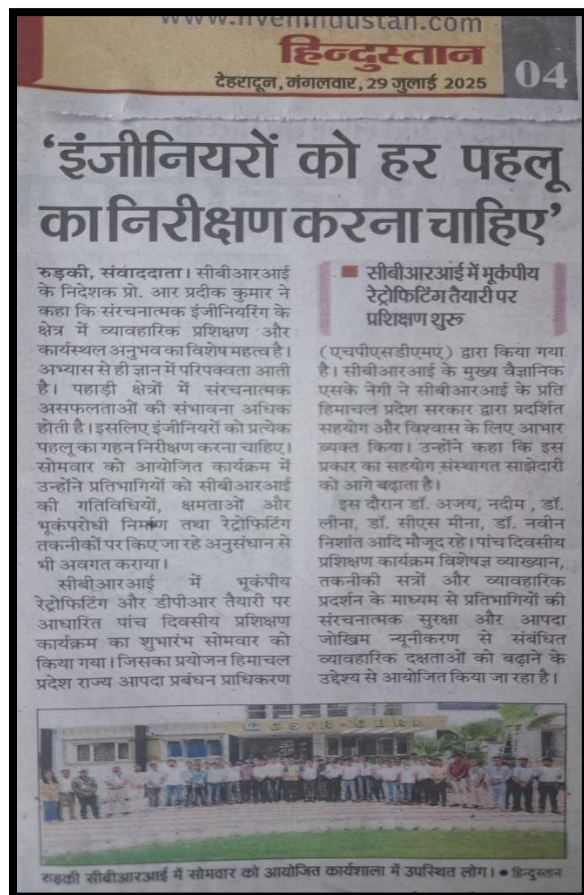 www.livehindustan.com
हिन्दुस्तान
देहरादून, मंगलवार, 29 जुलाई 2025
04
‘इंजीनियरों को हर पहलू
का निरीक्षण करना चाहिए’
रुड़की, संवाददाता। सीबीआरआई
के निदेशक प्रो. आर प्रदीक कुमार ने
कहा कि संरचनात्मक इंजीनियरिंग के
क्षेत्र में व्यावहारिक प्रशिक्षण और
कार्यस्थल अनुभव का विशेष महत्व है।
अभ्यास से ही ज्ञान में परिपक्वता आती
है। पहाड़ी क्षेत्रों में संरचनात्मक
असफलताओं की संभावना अधिक
होती है। इसलिए इंजीनियरों को प्रत्येक
पहलू का गहन निरीक्षण करना चाहिए।
सोमवार को आयोजित कार्यक्रम में
उन्होंने प्रतिभागियों को सीबीआरआई
की गतिविधियों, क्षमताओं और
भूकंपरोधी निर्माण तथा रेट्रोफिटिंग
तकनीकों पर किए जा रहे अनुसंधान से
भी अवगत कराया।
सीबीआरआई में भूकंपीय
रेट्रोफिटिंग और डीपीआर तैयारी पर
आधारित पांच दिवसीय प्रशिक्षण
कार्यक्रम का शुभारंभ सोमवार को
किया गया। जिसका प्रयोजन हिमाचल
प्रदेश राज्य आपदा प्रबंधन प्राधिकरण
■ सीबीआरआई में भूकंपीय
रेट्रोफिटिंग तैयारी पर
प्रशिक्षण शुरू
(एचपीएसडीएमए) द्वारा किया गया
है। सीबीआरआई के मुख्य वैज्ञानिक
एसके नेगी ने सीबीआरआई के प्रति
हिमाचल प्रदेश सरकार द्वारा प्रदर्शित
सहयोग और विश्वास के लिए आभार
व्यक्त किया। उन्होंने कहा कि इस
प्रकार का सहयोग संस्थागत साझेदारी
को आगे बढ़ाता है।
इस दौरान डॉ. अजय, नदीम , डॉ.
लीना, डॉ. सीएस मीना, डॉ. नवीन
निशांत आदि मौजूद रहे। पांच दिवसीय
प्रशिक्षण कार्यक्रम विशेषज्ञ व्याख्यान,
तकनीकी सत्रों और व्यावहारिक
प्रदर्शन के माध्यम से प्रतिभागियों की
संरचनात्मक सुरक्षा और आपदा
जोखिम न्यूनीकरण से संबंधित
व्यावहारिक दक्षताओं को बढ़ाने के
उद्देश्य से आयोजित किया जा रहा है।
CSIR-CBRI
रुड़की सीबीआरआई में सोमवार को आयोजित कार्यशाला में उपस्थित लोग। ● हिन्दुस्तान